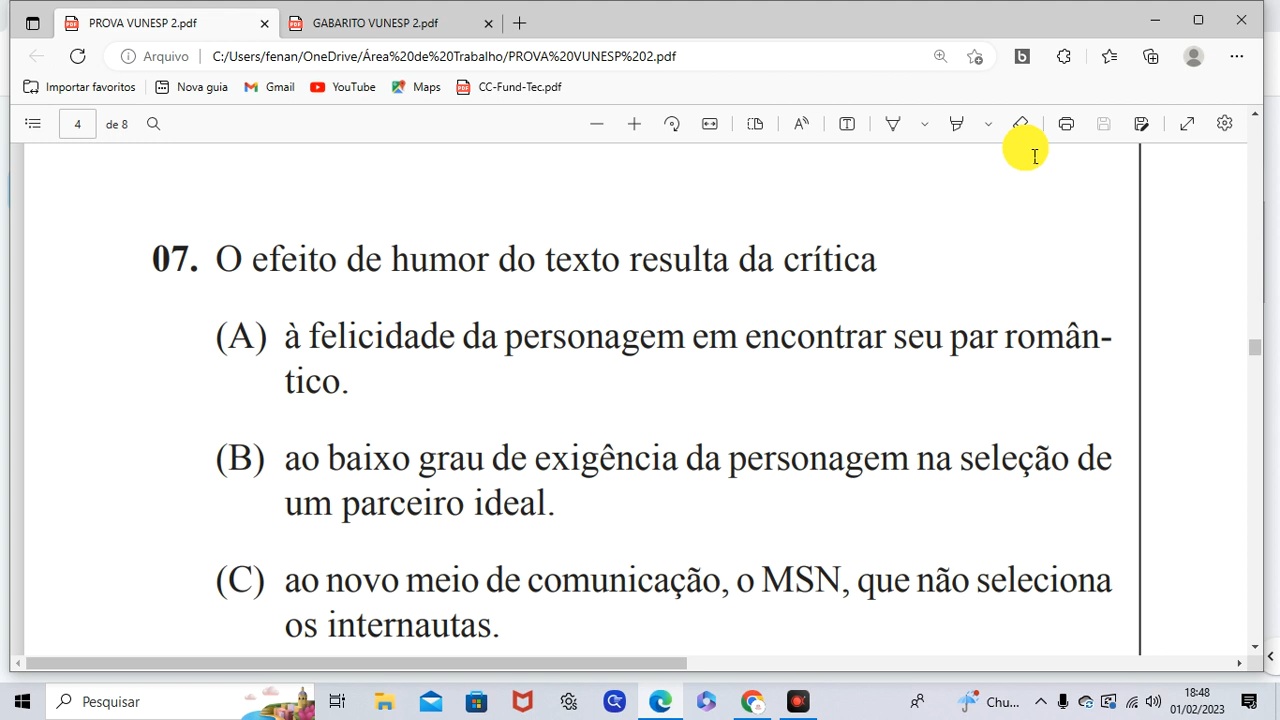 PROVA VUNESP 2.pdf
GABARITO VUNESP 2.pdf
Arquivo
C:/Users/fenan/OneDrive/Área%20de%20Trabalho/PROVA%20VUNESP%202.pdf
Importar favoritos
Nova guia
Gmail
YouTube
Maps
CC-Fund-Tec.pdf
4 de 8
07. O efeito de humor do texto resulta da crítica
(A) à felicidade da personagem em encontrar seu par român-
tico.
(B) ao baixo grau de exigência da personagem na seleção de
um parceiro ideal.
(C) ao novo meio de comunicação, o MSN, que não seleciona
os internautas.
Pesquisar
Chu...
8:48
01/02/2023